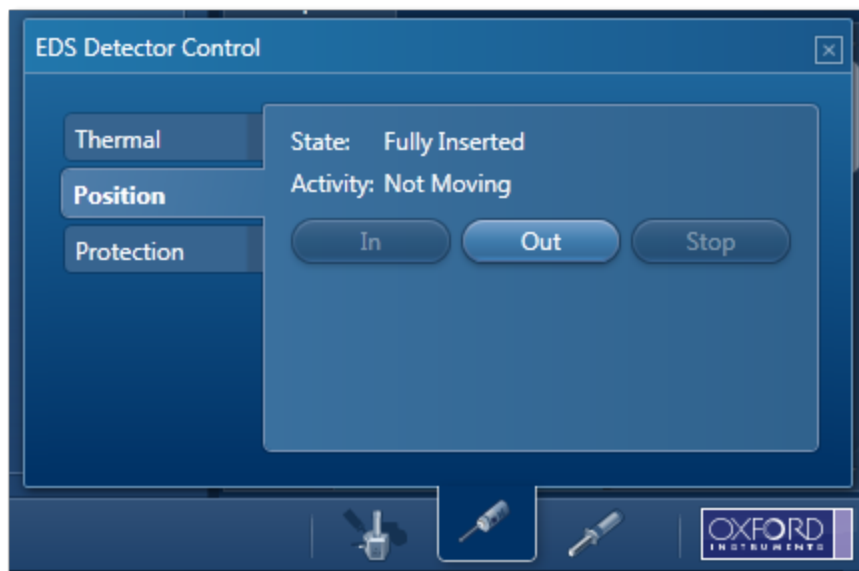 EDS Detector Control
Thermal
Position
Protection
State: Fully Inserted
Activity: Not Moving
In Out Stop
OXFORD
INSTRUMENTS